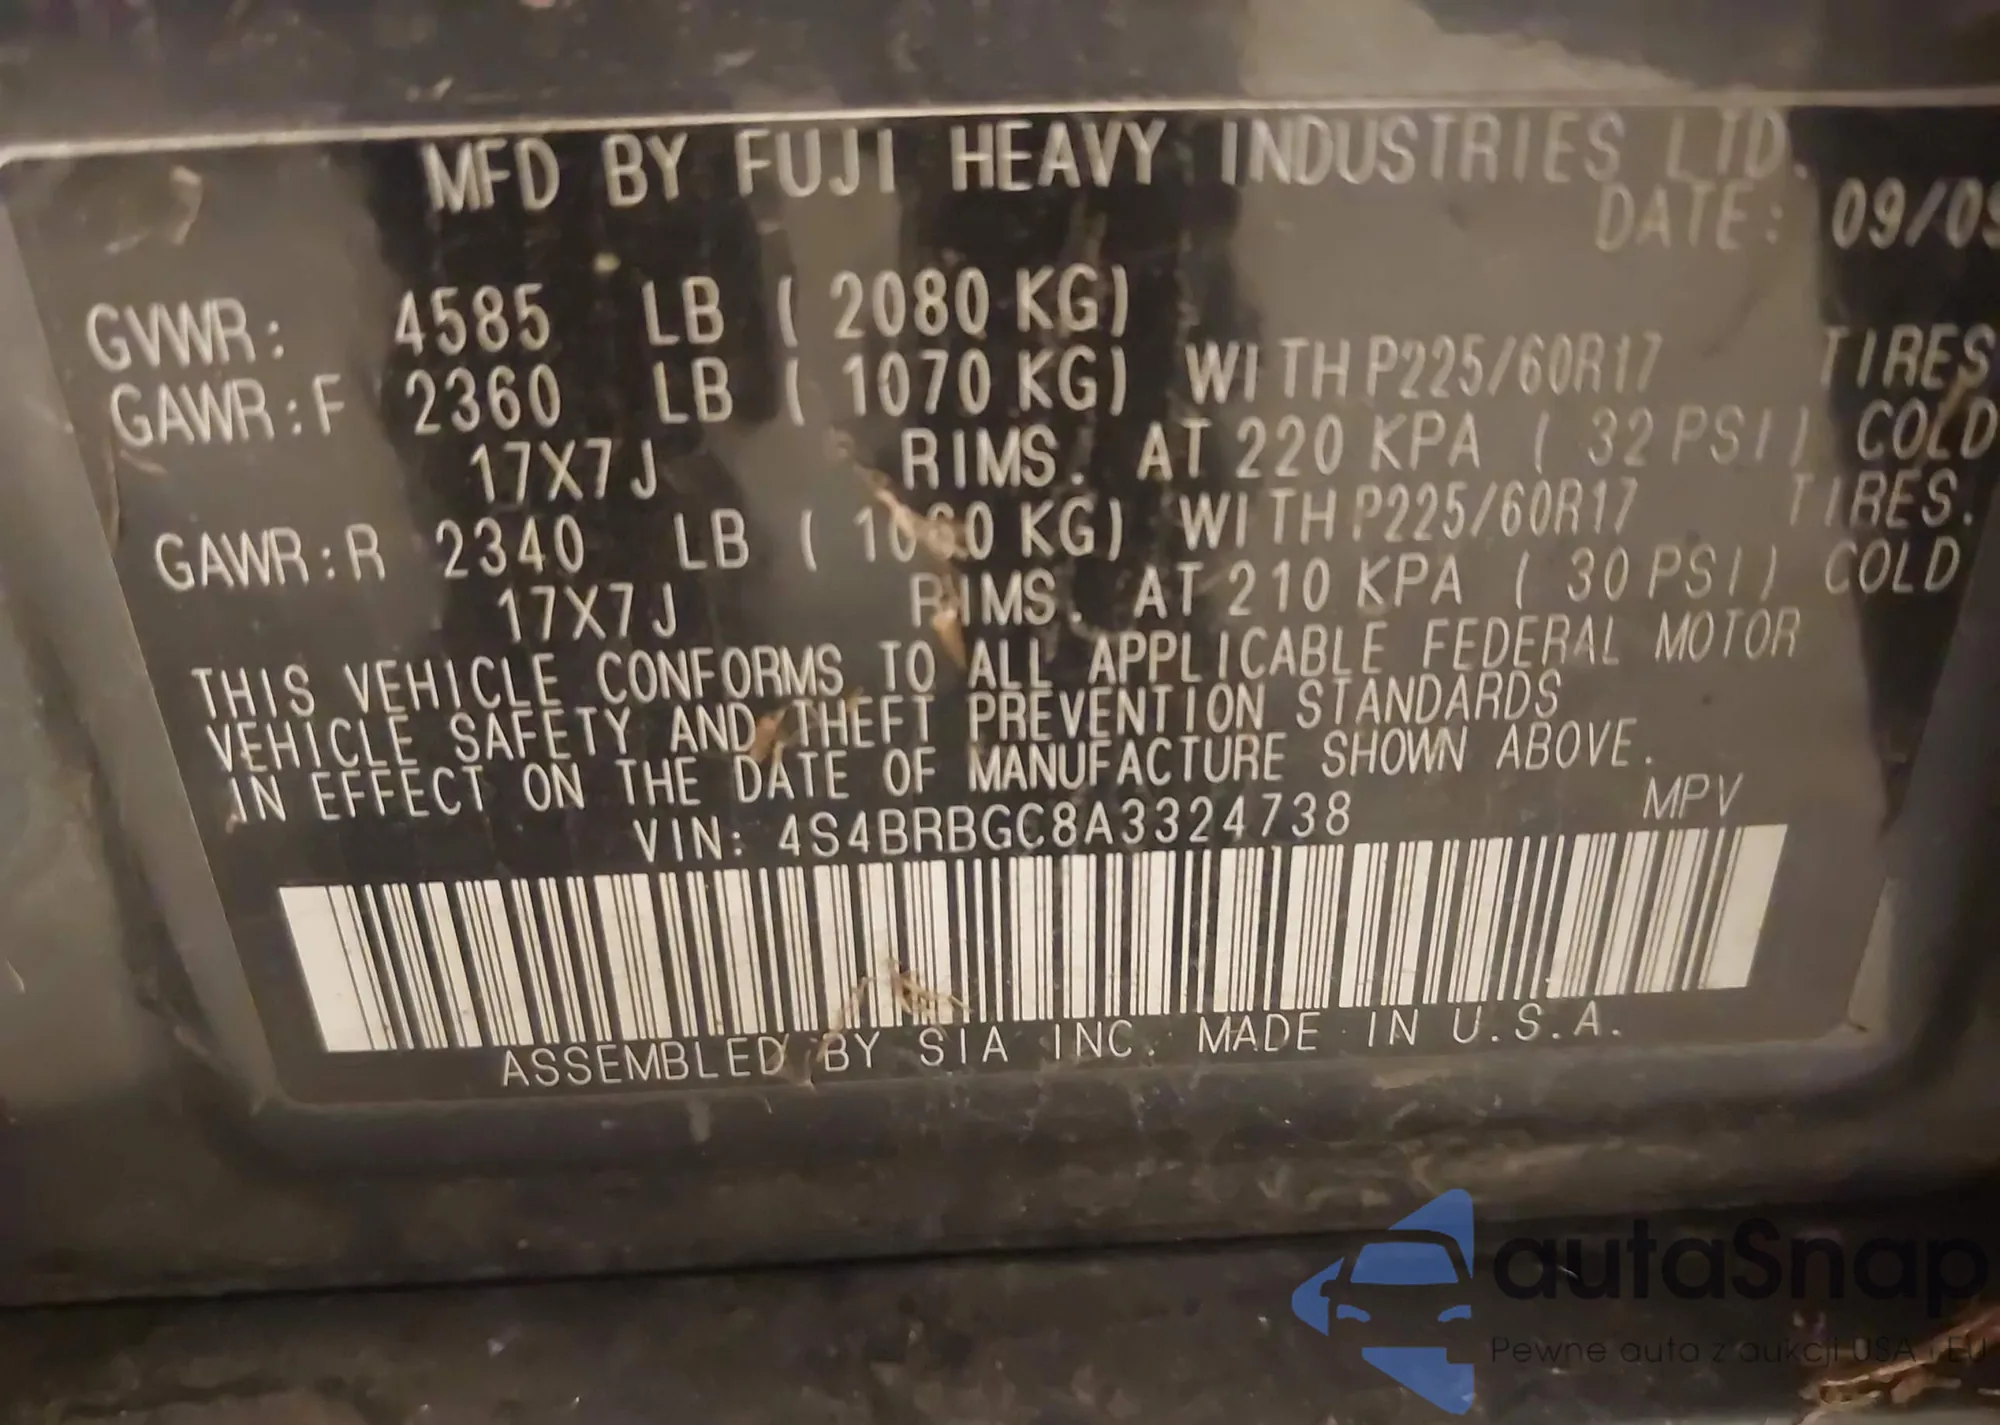 MFD BY FUJI HEAVY INDUSTRIES LTD.
DATE: 09/09
GVWR: 4585 LB ( 2080 KG)
GAWR:F 2360 LB ( 1070 KG) WITH P225/60R17 TIRES
17X7J RIMS. AT 220 KPA ( 32 PSI) COLD
GAWR:R 2340 LB ( KG) WITH P225/60R17 TIRES.
17X7J RIMS. AT 210 KPA ( 30 PSI) COLD
THIS VEHICLE CONFORMS TO ALL APPLICABLE FEDERAL MOTOR
VEHICLE SAFETY AND THEFT PREVENTION STANDARDS
IN EFFECT ON THE DATE OF MANUFACTURE SHOWN ABOVE.
VIN: 4S4BRBGC8A3324738 MPV
ASSEMBLED BY SIA INC. MADE IN U.S.A.
autaSnap
Pewne auta z aukcji USA i EU